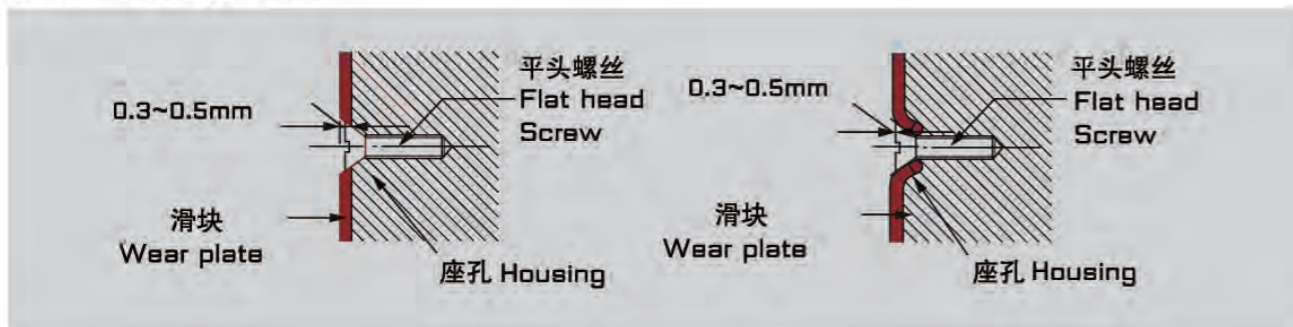 平头螺丝
Flat head
Screw
0.3~0.5mm
滑块
Wear plate
座孔 Housing
平头螺丝
Flat head
Screw
0.3~0.5mm
滑块
Wear plate
座孔 Housing